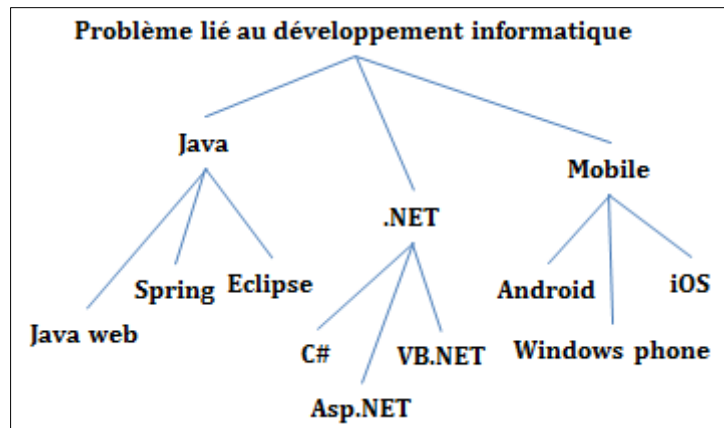 Problème lié au développement informatique
Java
Mobile
.NET
Spring
Eclipse
Android
iOS
Java web
C#
VB.NET
Windows phone
Asp.NET